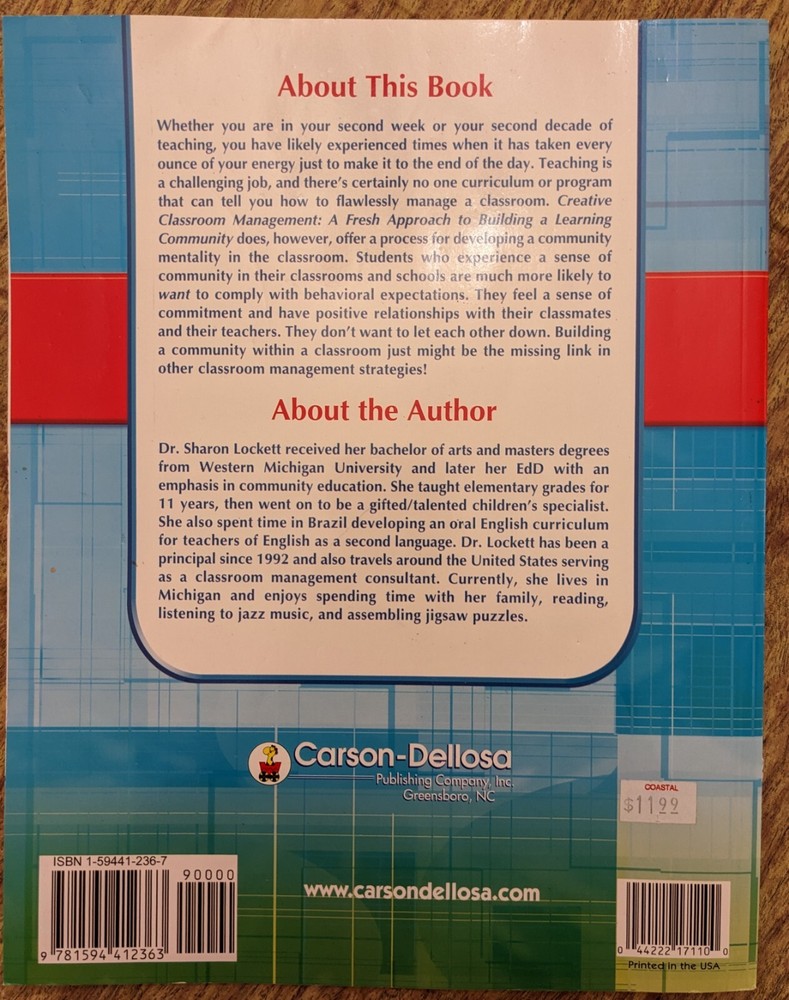 About This Book
Whether you are in your second week or your second decade of
teaching, you have likely experienced times when it has taken every
ounce of your energy just to make it to the end of the day. Teaching is
a challenging job, and there's certainly no one curriculum or program
that can tell you how to flawlessly manage a classroom. Creative
Classroom Management: A Fresh Approach to Building a Learning
Community does, however, offer a process for developing a community
mentality in the classroom. Students who experience a sense of
community in their classrooms and schools are much more likely to
want to comply with behavioral expectations. They feel a sense of
commitment and have positive relationships with their classmates
and their teachers. They don't want to let each other down. Building
a community within a classroom just might be the missing link in
other classroom management strategies!
About the Author
Dr. Sharon Lockett received her bachelor of arts and masters degrees
from Western Michigan University and later her EdD with an
emphasis in community education. She taught elementary grades for
11 years, then went on to be a gifted/talented children's specialist.
She also spent time in Brazil developing an oral English curriculum
for teachers of English as a second language. Dr. Lockett has been a
principal since 1992 and also travels around the United States serving
as a classroom management consultant. Currently, she lives in
Michigan and enjoys spending time with her family, reading,
listening to jazz music, and assembling jigsaw puzzles.
Carson-Dellosa
Publishing Company, Inc.
Greensboro, NC
COASTAL
$11.99
ISBN 1-59441-236-7
90000
9 781594 412363
www.carsondellosa.com
0 44222 17110 0
Printed in the USA